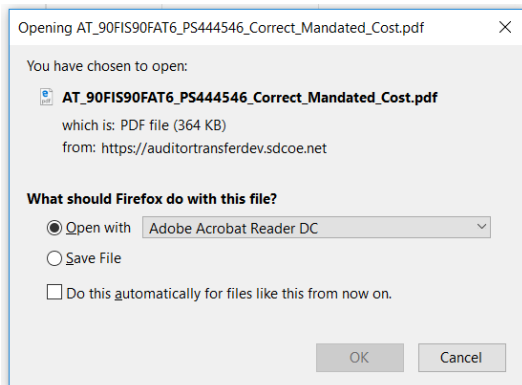 Opening AT_90FIS90FAT6_PS444546_Correct_Mandated_Cost.pdf
You have chosen to open:
AT_90FIS90FAT6_PS444546_Correct_Mandated_Cost.pdf
which is: PDF file (364 KB)
from: https://auditortransferdev.sdcoe.net
What should Firefox do with this file?
Open with Adobe Acrobat Reader DC
Save File
Do this automatically for files like this from now on.
OK Cancel